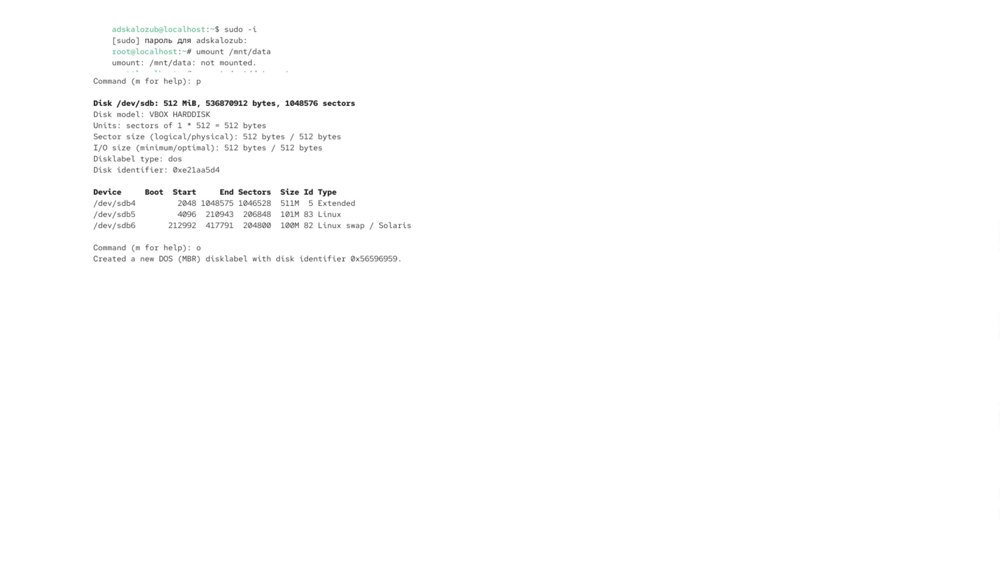 adskalozub@localhost:~$ sudo -i
[sudo] пароль для adskalozub:
root@localhost:~# umount /mnt/data
umount: /mnt/data: not mounted.
Command (m for help): p
Disk /dev/sdb: 512 MiB, 536870912 bytes, 1048576 sectors
Disk model: VBOX HARDDISK
Units: sectors of 1 * 512 = 512 bytes
Sector size (logical/physical): 512 bytes / 512 bytes
I/O size (minimum/optimal): 512 bytes / 512 bytes
Disklabel type: dos
Disk identifier: 0xe21aa5d4
Device     Boot  Start     End Sectors  Size Id Type
/dev/sdb4         2048 1048575 1046528  511M  5 Extended
/dev/sdb5         4096  210943  206848  101M 83 Linux
/dev/sdb6       212992  417791  204800  100M 82 Linux swap / Solaris
Command (m for help): o
Created a new DOS (MBR) disklabel with disk identifier 0x56596959.